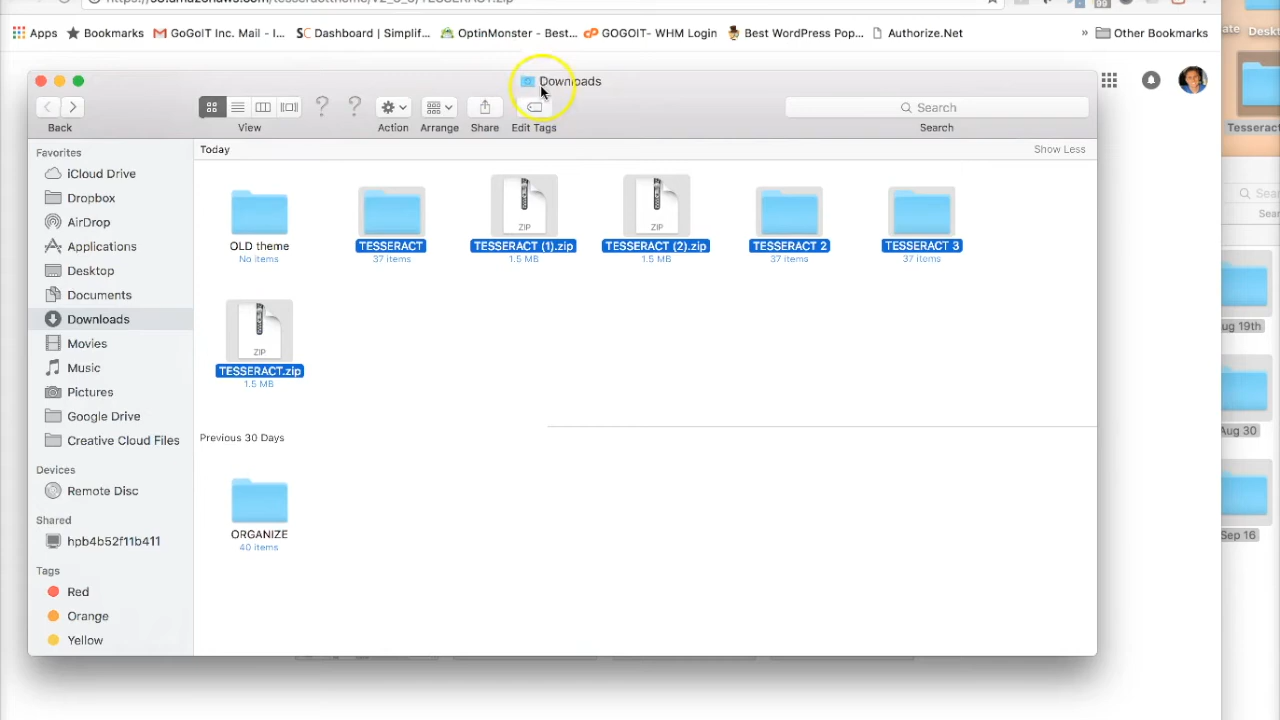 Apps Bookmarks GoGoIT Inc. Mail - I... Dashboard | Simplif... OptinMonster - Best... GOGOIT- WHM Login Best WordPress Pop... Authorize.Net » Other Bookmarks
Downloads
Search
Back View Action Arrange Share Edit Tags Search
Favorites
iCloud Drive
Dropbox
AirDrop
Applications
Desktop
Documents
Downloads
Movies
Music
Pictures
Google Drive
Creative Cloud Files
Devices
Remote Disc
Shared
hpb4b52f11b411
Tags
Red
Orange
Yellow
Today Show Less
ZIP ZIP
OLD theme TESSERACT TESSERACT (1).zip TESSERACT (2).zip TESSERACT 2 TESSERACT 3
No items 37 items 1.5 MB 1.5 MB 37 items 37 items
ZIP
TESSERACT.zip
1.5 MB
Previous 30 Days
ORGANIZE
40 items
Tesseract
Aug 30
Sep 16